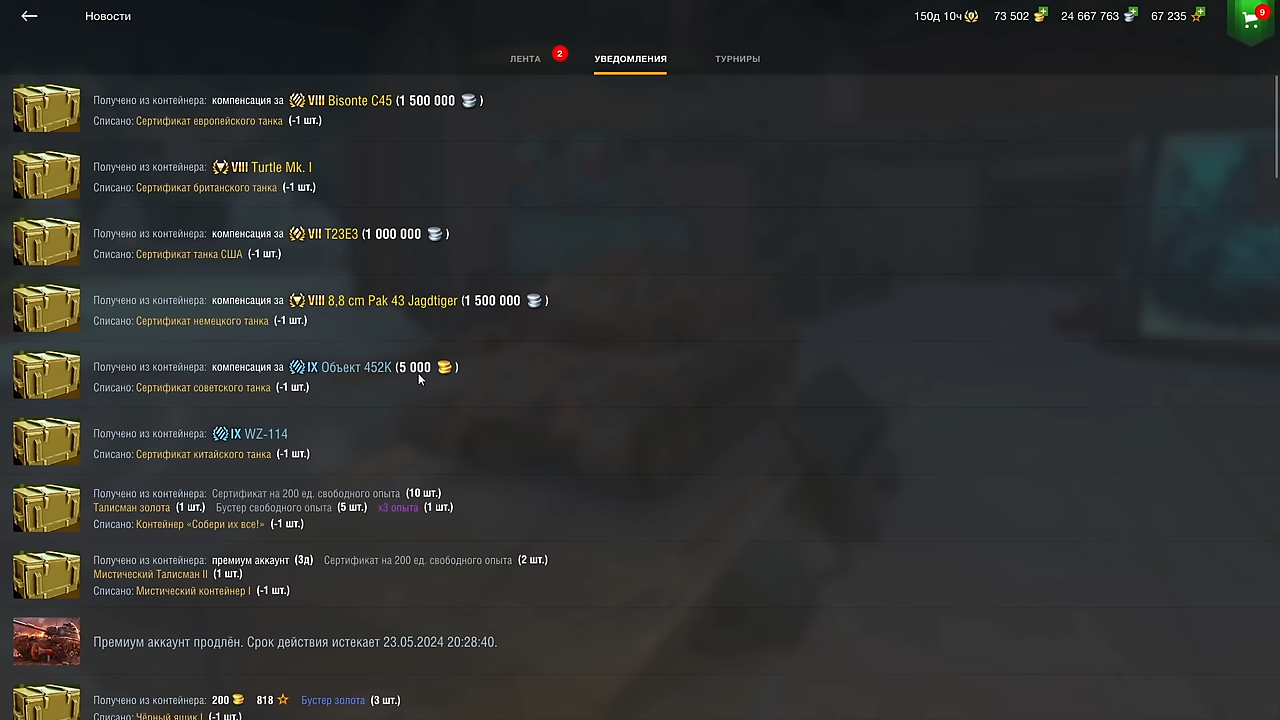 Новости
150д 10ч 73 502 24 667 763 67 235 9
ЛЕНТА 2 УВЕДОМЛЕНИЯ ТУРНИРЫ
Получено из контейнера: компенсация за VIII Bisonte C45 (1 500 000 )
Списано: Сертификат европейского танка (-1 шт.)
Получено из контейнера: VIII Turtle Mk. I
Списано: Сертификат британского танка (-1 шт.)
Получено из контейнера: компенсация за VII T23E3 (1 000 000 )
Списано: Сертификат танка США (-1 шт.)
Получено из контейнера: компенсация за VIII 8,8 cm Pak 43 Jagdtiger (1 500 000 )
Списано: Сертификат немецкого танка (-1 шт.)
Получено из контейнера: компенсация за IX Объект 452К (5 000 )
Списано: Сертификат советского танка (-1 шт.)
Получено из контейнера: IX WZ-114
Списано: Сертификат китайского танка (-1 шт.)
Получено из контейнера: Сертификат на 200 ед. свободного опыта (10 шт.)
Талисман золота (1 шт.) Бустер свободного опыта (5 шт.) х3 опыта (1 шт.)
Списано: Контейнер «Собери их все!» (-1 шт.)
Получено из контейнера: премиум аккаунт (3д) Сертификат на 200 ед. свободного опыта (2 шт.)
Мистический Талисман II (1 шт.)
Списано: Мистический контейнер I (-1 шт.)
Премиум аккаунт продлён. Срок действия истекает 23.05.2024 20:28:40.
Получено из контейнера: 200 818 Бустер золота (3 шт.)
Списано: Чёрный ящик I (-1 шт.)